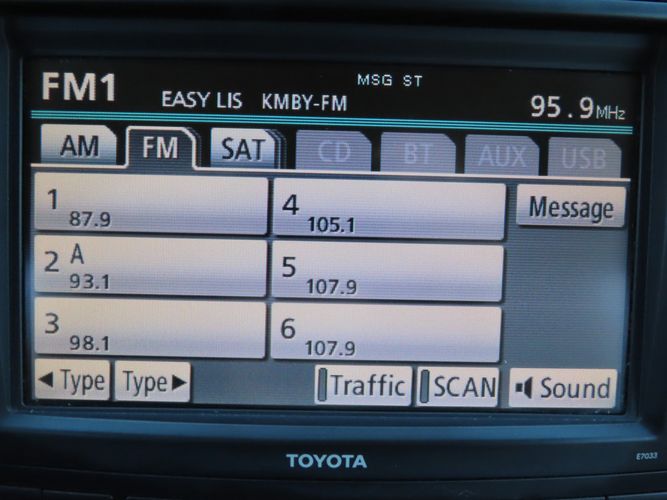 MSG ST
FM1 EASY LIS KMBY-FM 95.9MHz
AM FM SAT CD BT AUX USB
1 87.9
4 105.1
Message
2 A 93.1
5 107.9
3 98.1
6 107.9
◀ Type Type ▶ Traffic SCAN Sound
TOYOTA
E7033